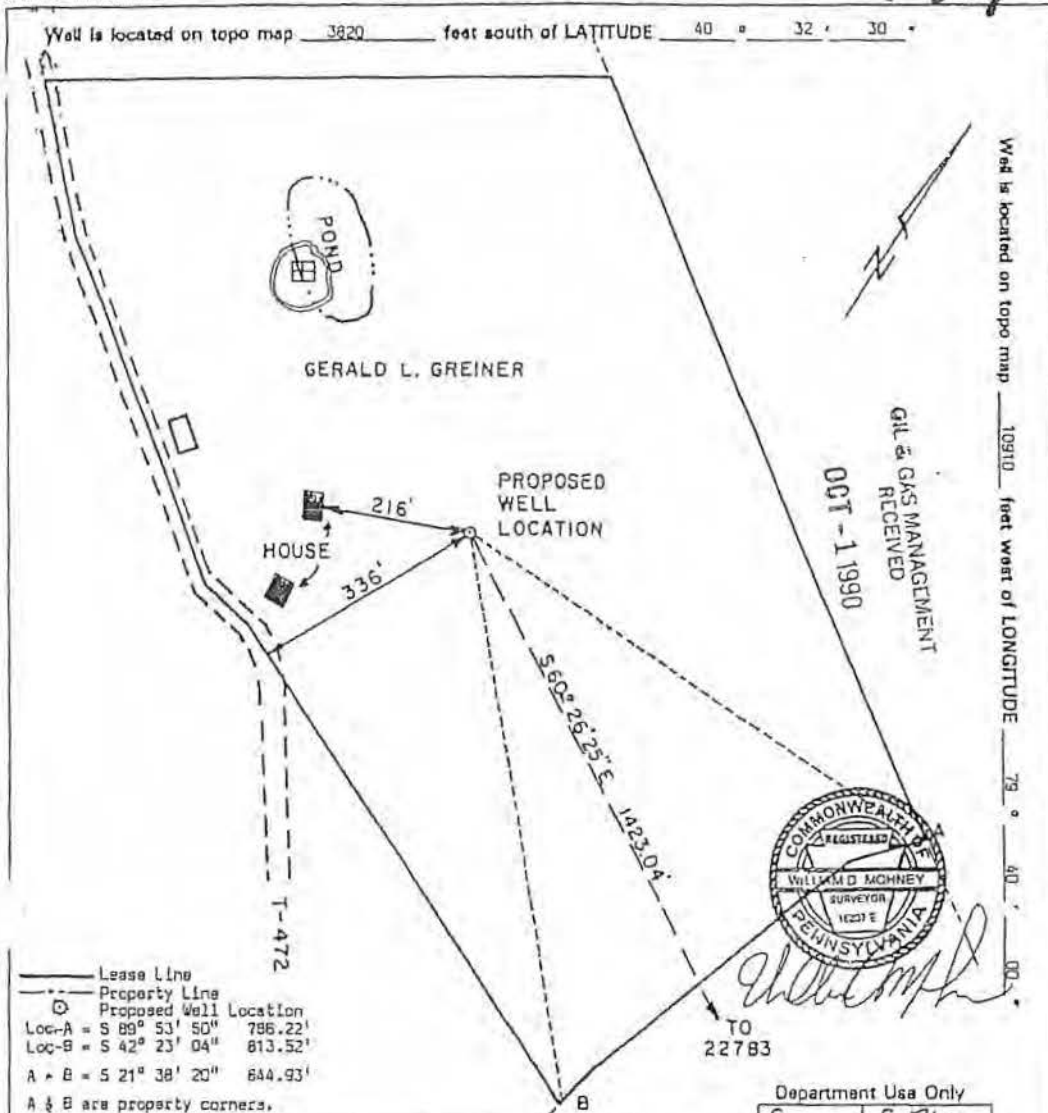 Well is located on topo map 3820 feet south of LATITUDE 40 ° 32 ' 30 "
Well is located on topo map 10910 feet west of LONGITUDE 79 ° 40 ' 00 "
POND
GERALD L. GREINER
OIL & GAS MANAGEMENT
RECEIVED
OCT - 1 1990
PROPOSED
WELL
LOCATION
216'
HOUSE
336'
S 60° 26' 25" E 1423.04'
T-472
COMMONWEALTH OF
REGISTERED
WILLIAM D MOHNEY
SURVEYOR
PENNSYLVANIA
A
TO
22783
Lease Line
Property Line
Proposed Well Location
Loc-A = S 89° 53' 50" 786.22'
Loc-B = S 42° 23' 04" 813.52'
A - B = S 21° 38' 20" 644.93'
A & B are property corners.
B
Department Use Only